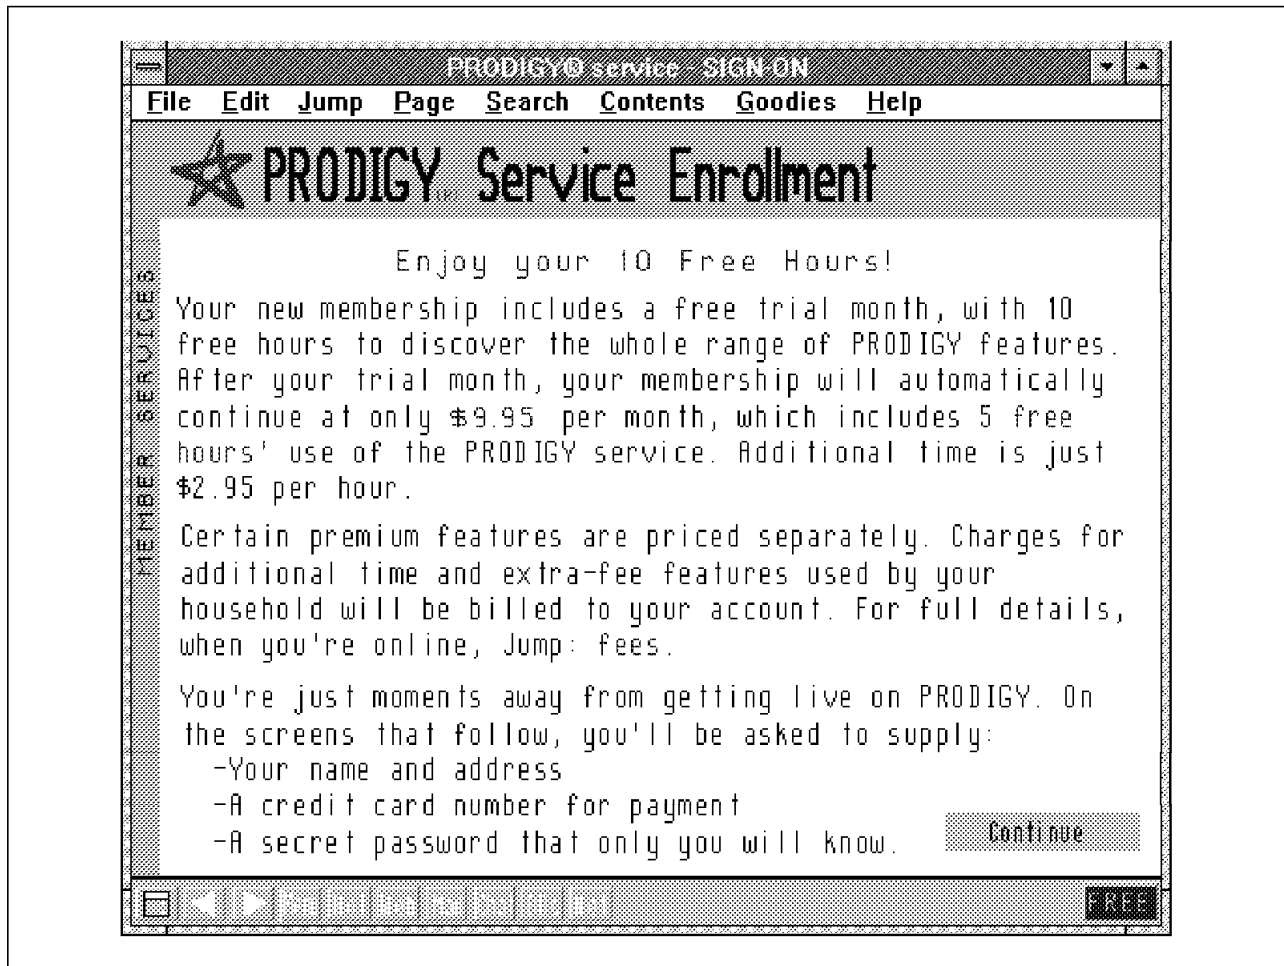 PRODIGY® service - SIGN-ON
File Edit Jump Page Search Contents Goodies Help
PRODIGY(R) Service Enrollment
MEMBER SERVICES
Enjoy your 10 Free Hours!
Your new membership includes a free trial month, with 10
free hours to discover the whole range of PRODIGY features.
After your trial month, your membership will automatically
continue at only $9.95 per month, which includes 5 free
hours' use of the PRODIGY service. Additional time is just
$2.95 per hour.
Certain premium features are priced separately. Charges for
additional time and extra-fee features used by your
household will be billed to your account. For full details,
when you're online, Jump: fees.
You're just moments away from getting live on PRODIGY. On
the screens that follow, you'll be asked to supply:
-Your name and address
-A credit card number for payment
-A secret password that only you will know.
Continue
FREE